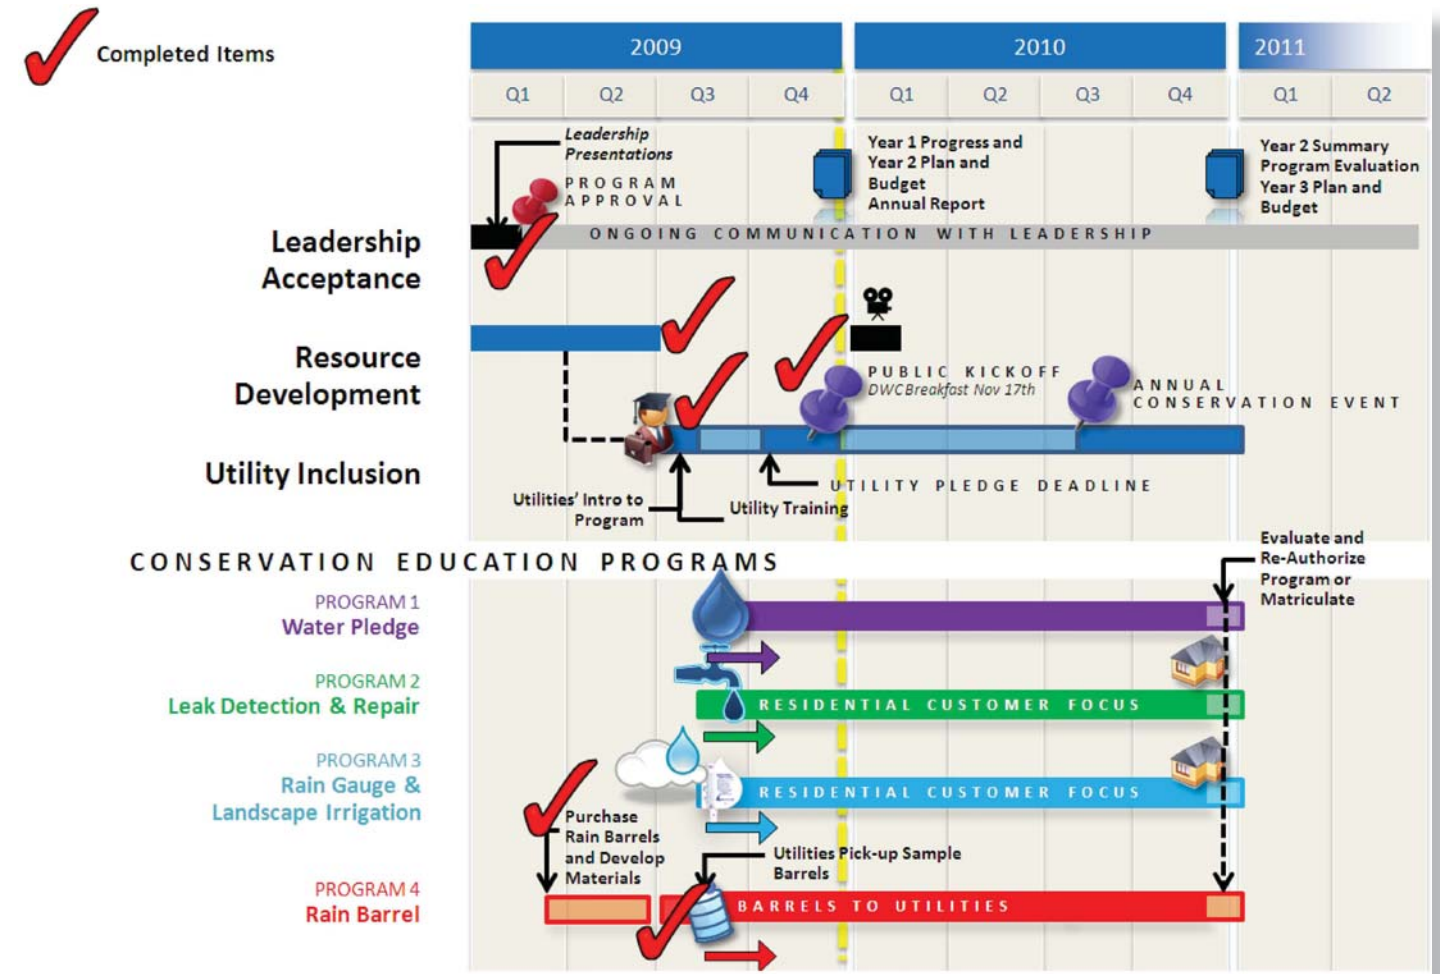 Completed Items
2009
2010
2011
Q1
Q2
Q3
Q4
Q1
Q2
Q3
Q4
Q1
Q2
Leadership
Presentations
PROGRAM
APPROVAL
Year 1 Progress and
Year 2 Plan and
Budget
Annual Report
Year 2 Summary
Program Evaluation
Year 3 Plan and
Budget
Leadership
Acceptance
ONGOING COMMUNICATION WITH LEADERSHIP
Resource
Development
PUBLIC KICKOFF
DWC Breakfast Nov 17th
ANNUAL
CONSERVATION EVENT
Utility Inclusion
Utilities' Intro to
Program
Utility Training
UTILITY PLEDGE DEADLINE
CONSERVATION EDUCATION PROGRAMS
Evaluate and
Re-Authorize
Program or
Matriculate
PROGRAM 1
Water Pledge
PROGRAM 2
Leak Detection & Repair
RESIDENTIAL CUSTOMER FOCUS
PROGRAM 3
Rain Gauge &
Landscape Irrigation
RESIDENTIAL CUSTOMER FOCUS
Purchase
Rain Barrels
and Develop
Materials
Utilities Pick-up Sample
Barrels
PROGRAM 4
Rain Barrel
BARRELS TO UTILITIES